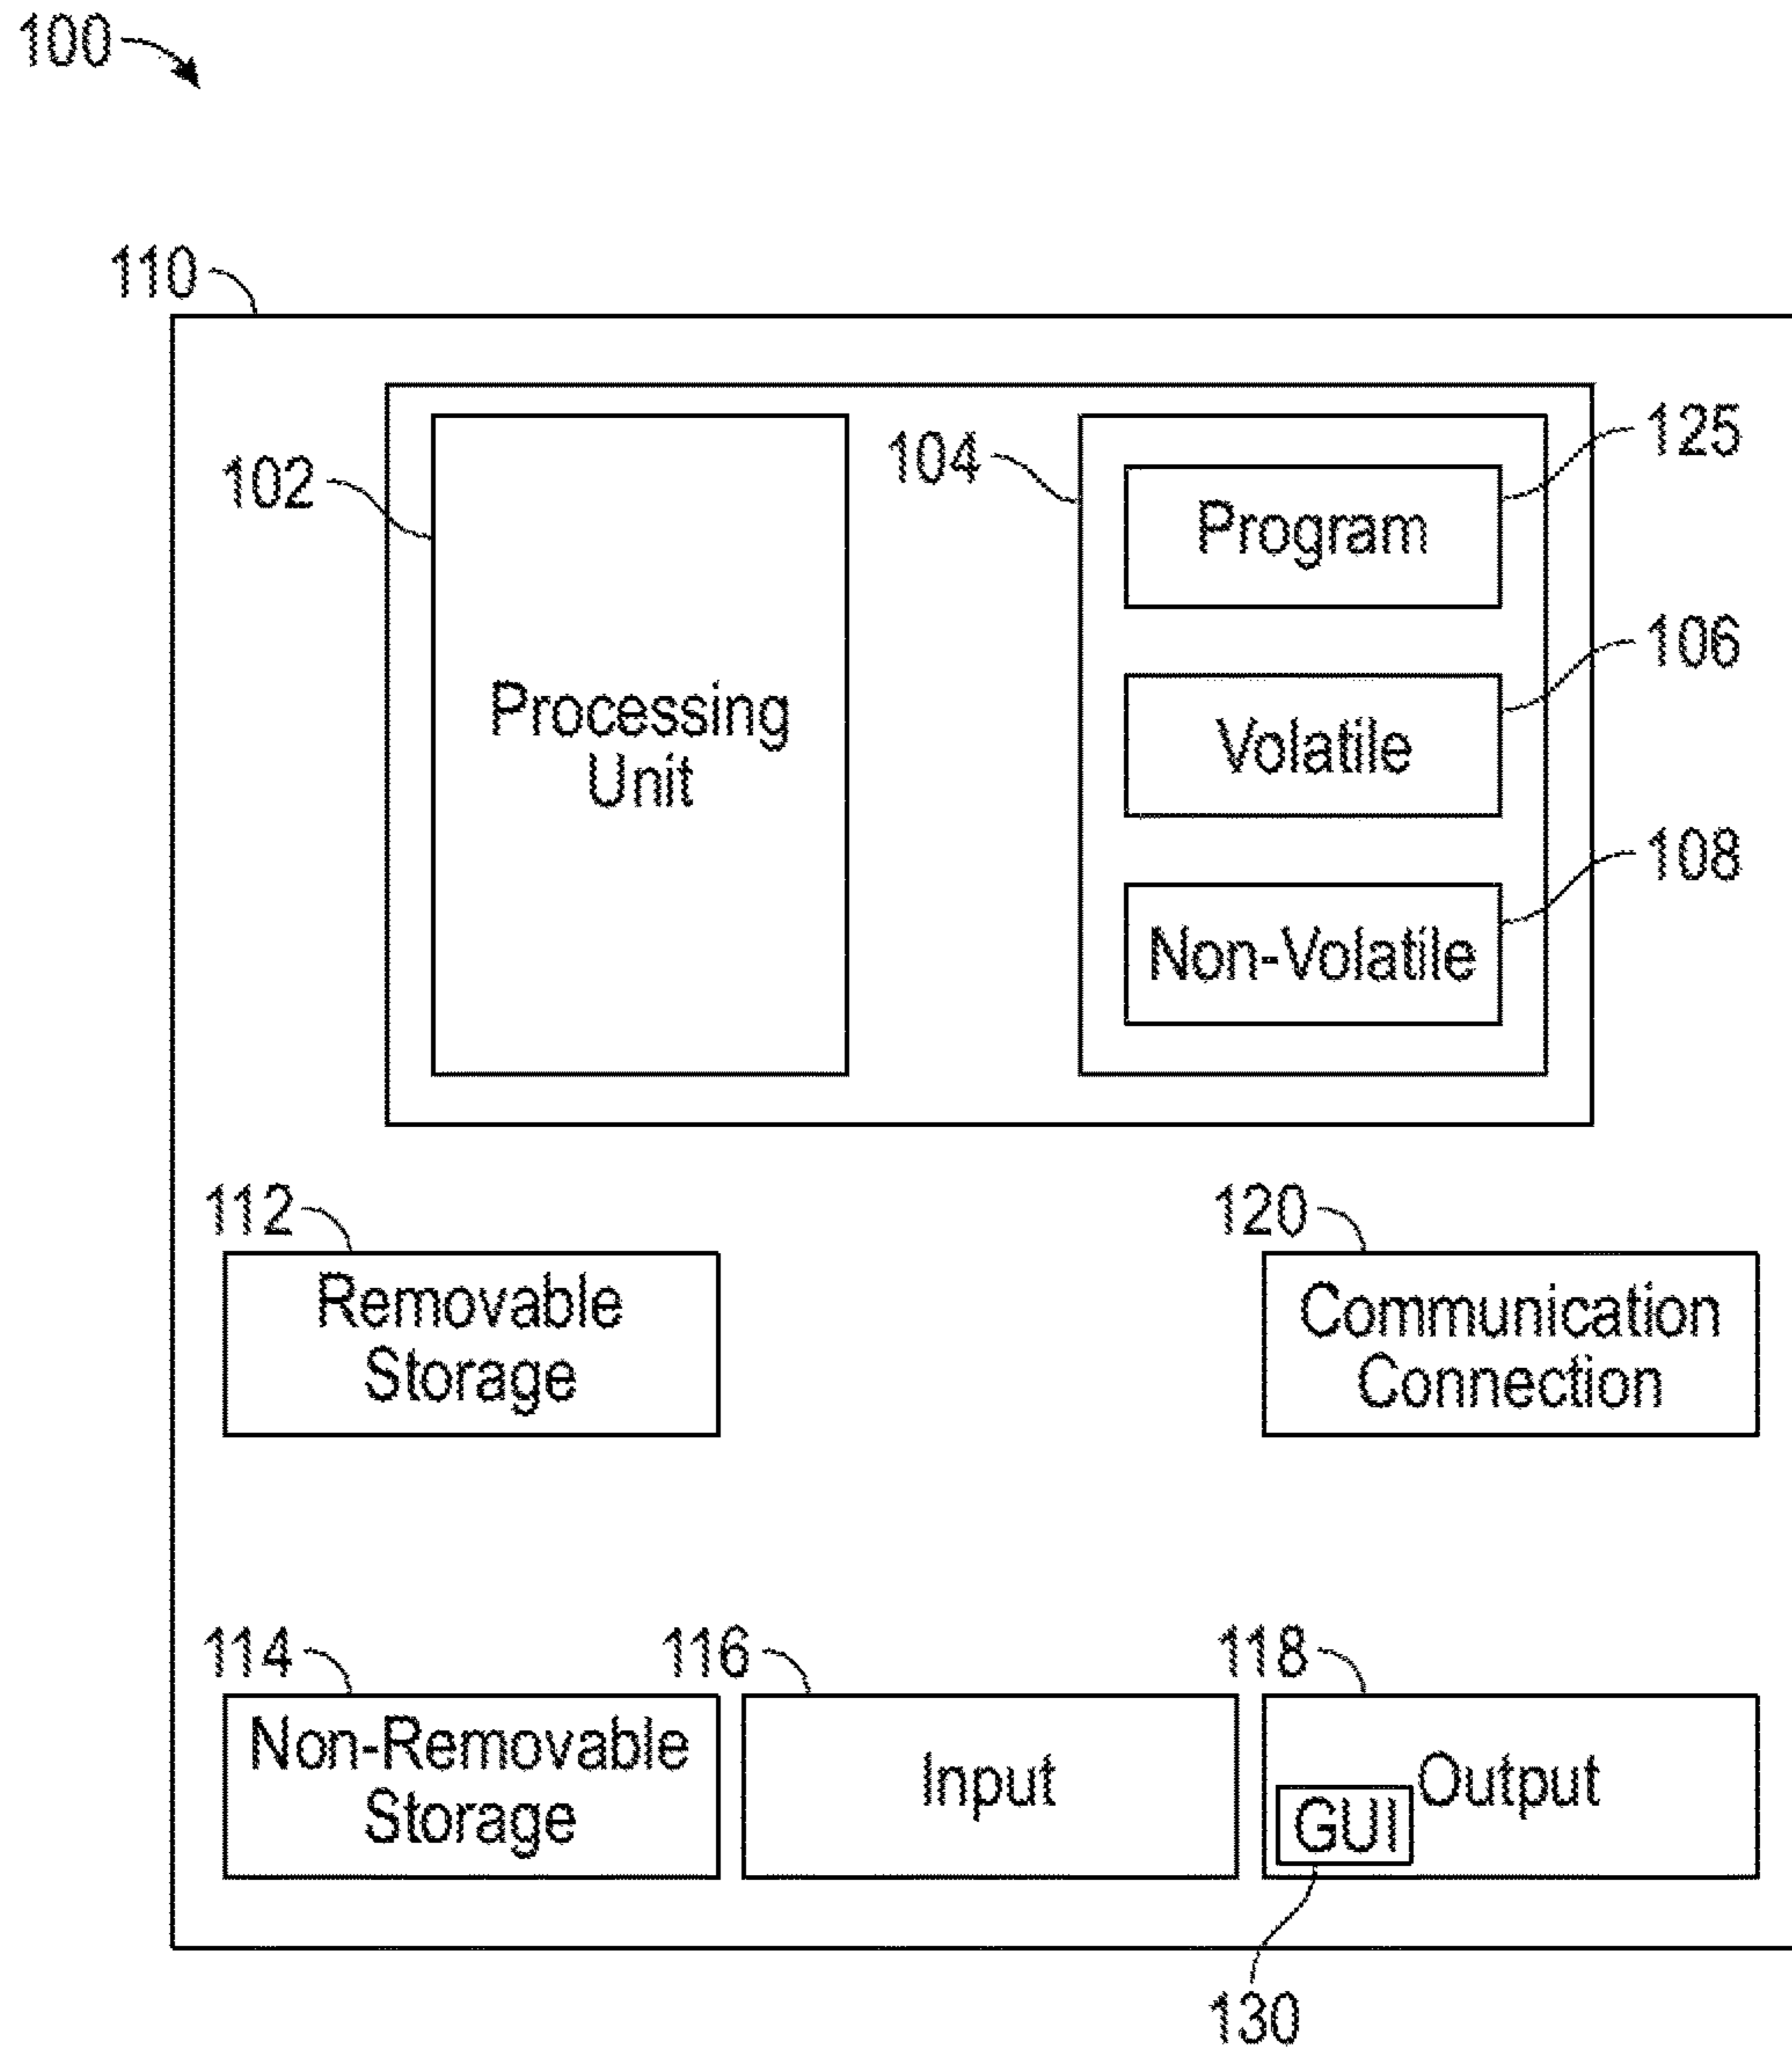 100
110
102
104
125
Program
106
Processing
Unit
Volatile
108
Non-Volatile
112
120
Removable
Storage
Communication
Connection
114
116
118
Non-Removable
Storage
Input
Output
GUI
130